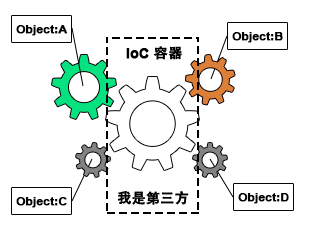 Object:A
IoC 容器
Object:B
Object:C
我是第三方
Object:D